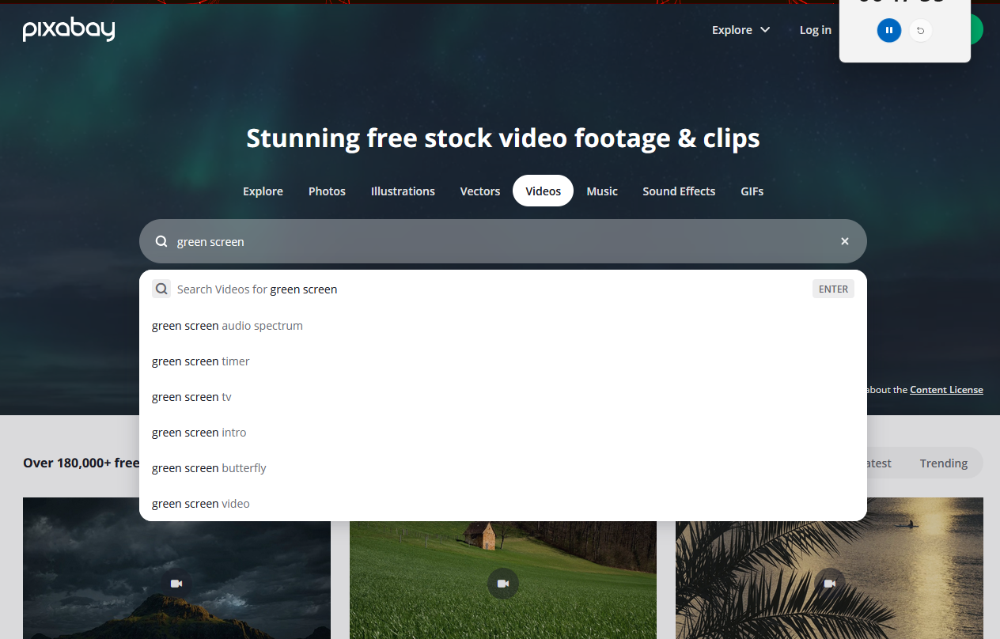 pixabay
Explore
Log in
Stunning free stock video footage & clips
Explore
Photos
Illustrations
Vectors
Videos
Music
Sound Effects
GIFs
green screen
Search Videos for green screen
ENTER
green screen audio spectrum
green screen timer
green screen tv
green screen intro
green screen butterfly
green screen video
about the Content License
Over 180,000+ free
Trending